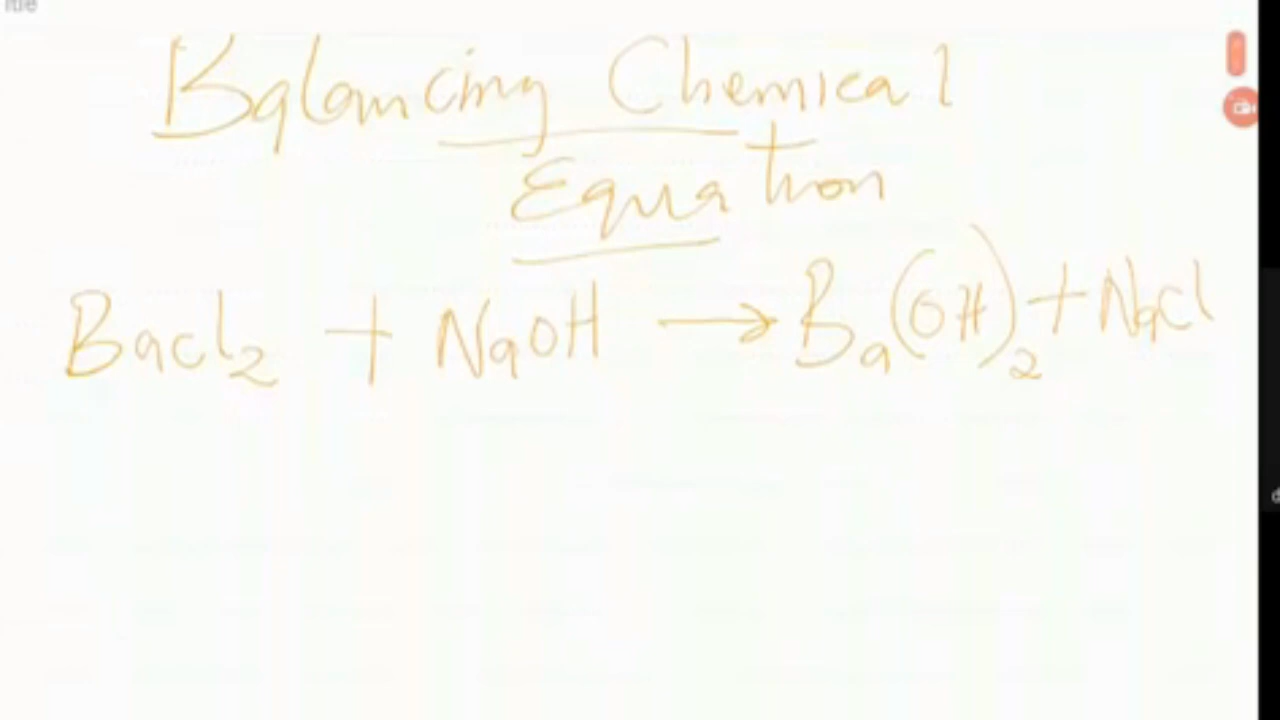 Balancing Chemical
Equation
BaCl₂ + NaOH → Ba(OH)₂ + NaCl